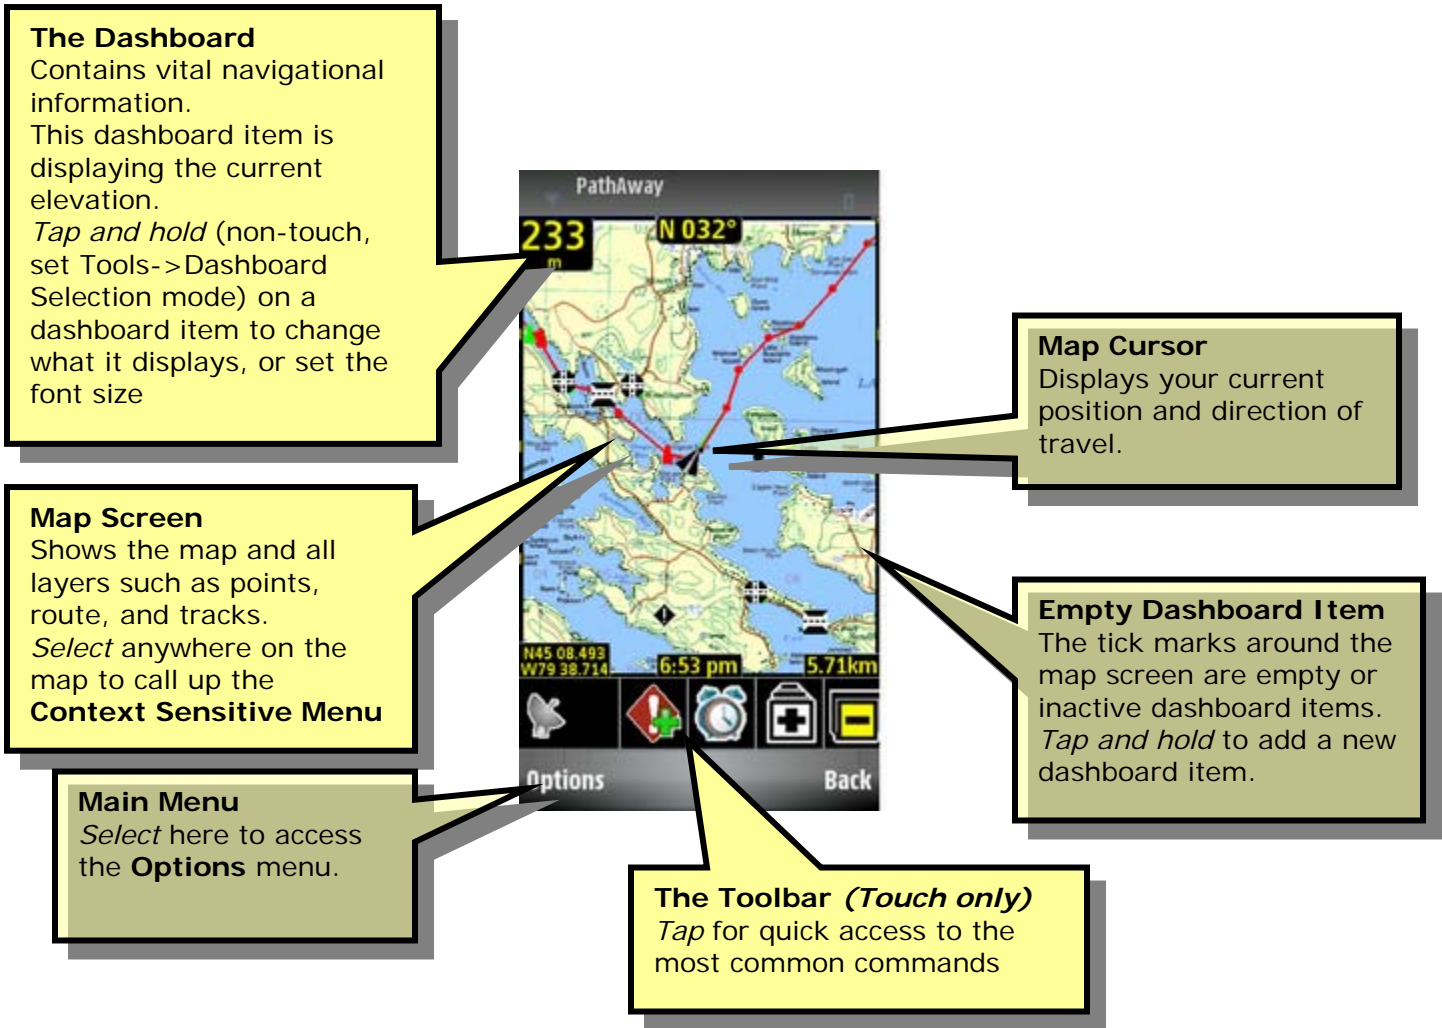 The Dashboard
Contains vital navigational
information.
This dashboard item is
displaying the current
elevation.
Tap and hold (non-touch,
set Tools->Dashboard
Selection mode) on a
dashboard item to change
what it displays, or set the
font size
Map Screen
Shows the map and all
layers such as points,
route, and tracks.
Select anywhere on the
map to call up the
Context Sensitive Menu
Main Menu
Select here to access
the Options menu.
PathAway
233
m
N 032°
N45 08.493
W79 38.714
6:53 pm
5.71km
Options
Back
Map Cursor
Displays your current
position and direction of
travel.
Empty Dashboard Item
The tick marks around the
map screen are empty or
inactive dashboard items.
Tap and hold to add a new
dashboard item.
The Toolbar (Touch only)
Tap for quick access to the
most common commands